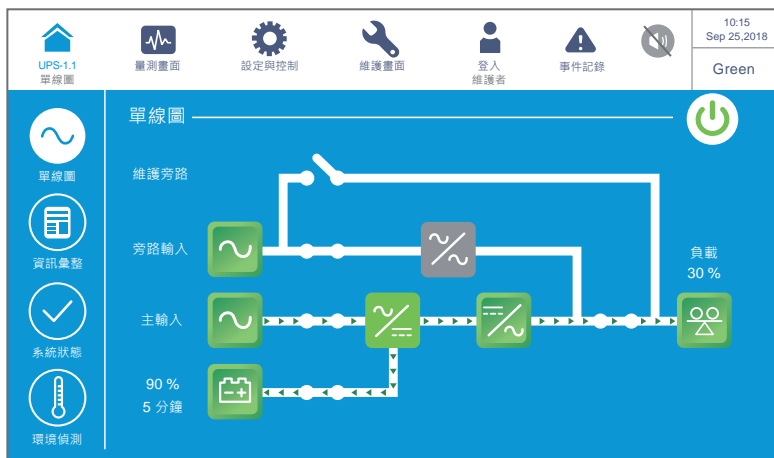 UPS-1.1
單線圖
量測畫面
設定與控制
維護畫面
登入
維護者
事件記錄
10:15
Sep 25,2018
Green
單線圖
資訊彙整
系統狀態
環境偵測
單線圖
維護旁路
旁路輸入
主輸入
90 %
5 分鐘
負載
30 %